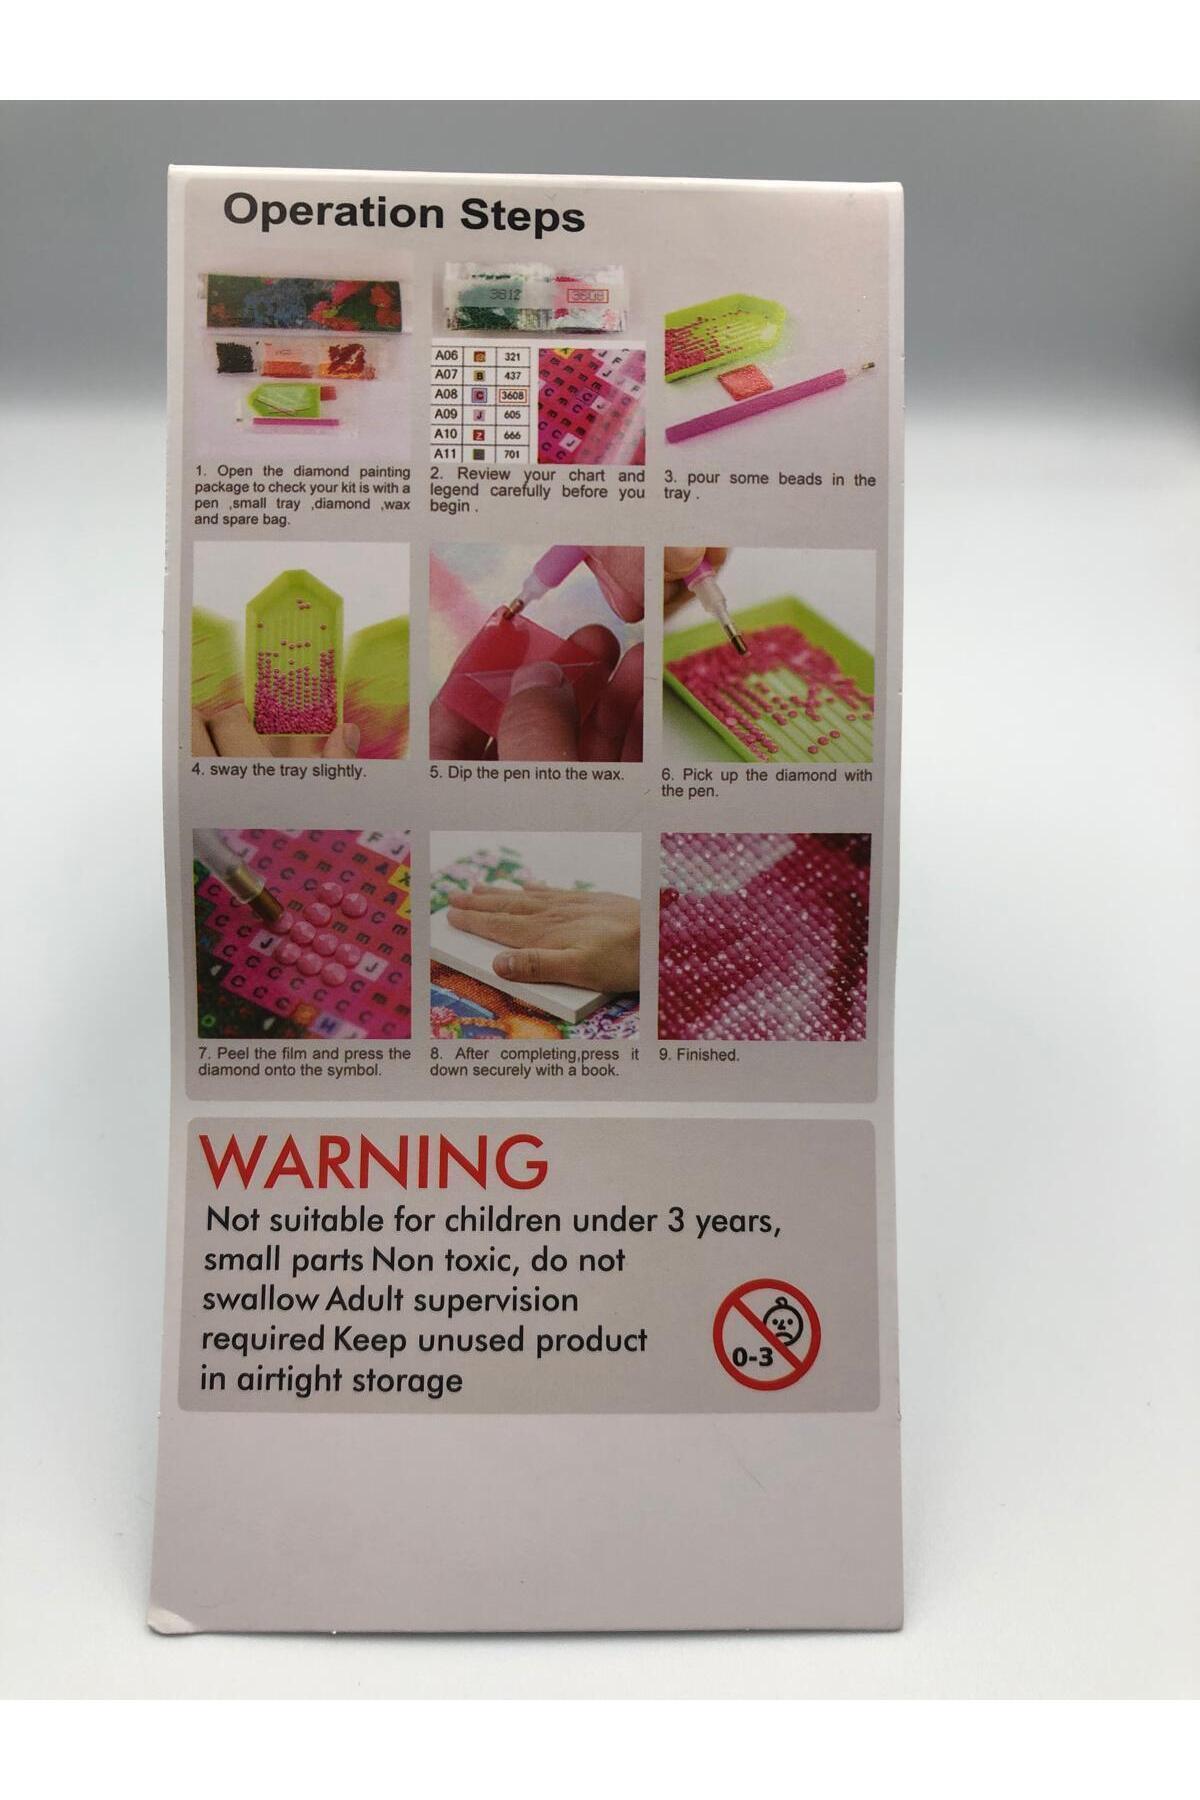 Operation Steps
3612
3608
A06 321
A07 B 437
A08 C 3608
A09 J 605
A10 Z 666
A11 701
1. Open the diamond painting
package to check your kit is with a
pen ,small tray ,diamond ,wax
and spare bag.
2. Review your chart and
legend carefully before you
begin .
3. pour some beads in the
tray .
4. sway the tray slightly.
5. Dip the pen into the wax.
6. Pick up the diamond with
the pen.
7. Peel the film and press the
diamond onto the symbol.
8. After completing,press it
down securely with a book.
9. Finished.
WARNING
Not suitable for children under 3 years,
small parts Non toxic, do not
swallow Adult supervision
required Keep unused product
in airtight storage
0-3